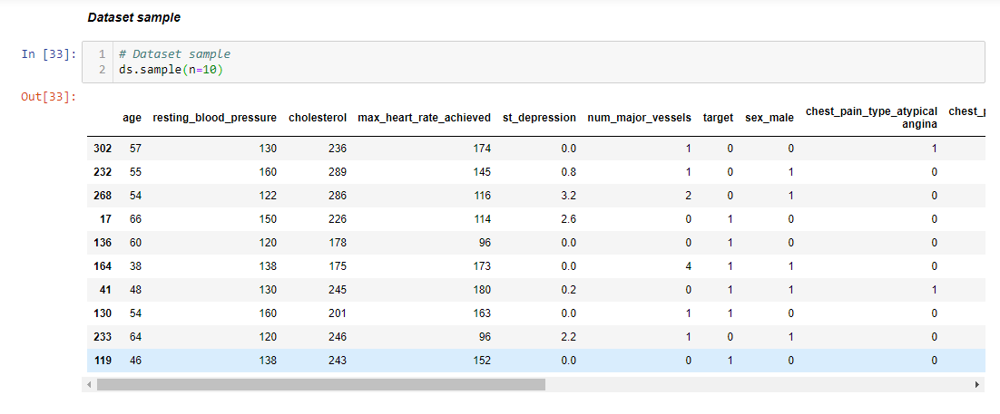 Dataset sample
In [33]:
1 # Dataset sample
2 ds.sample(n=10)
Out[33]:
age resting_blood_pressure cholesterol max_heart_rate_achieved st_depression num_major_vessels target sex_male chest_pain_type_atypical angina
302 57 130 236 174 0.0 1 0 0 1
232 55 160 289 145 0.8 1 0 1 0
268 54 122 286 116 3.2 2 0 1 0
17 66 150 226 114 2.6 0 1 0 0
136 60 120 178 96 0.0 0 1 0 0
164 38 138 175 173 0.0 4 1 1 0
41 48 130 245 180 0.2 0 1 1 1
130 54 160 201 163 0.0 1 1 0 0
233 64 120 246 96 2.2 1 0 1 0
119 46 138 243 152 0.0 0 1 0 0